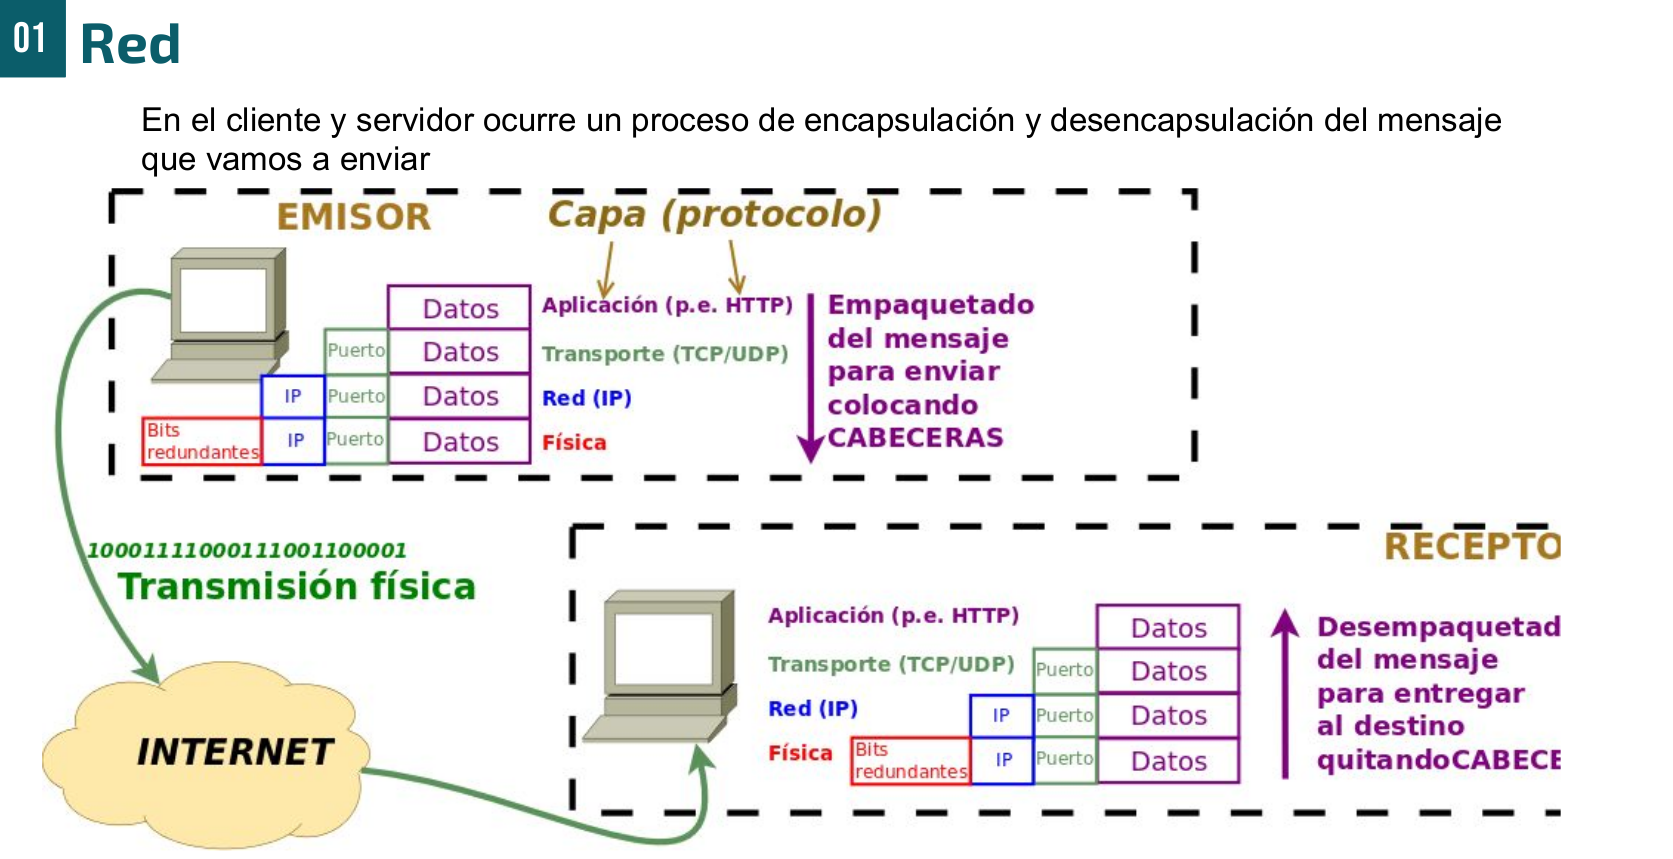 01 Red
En el cliente y servidor ocurre un proceso de encapsulación y desencapsulación del mensaje
que vamos a enviar
EMISOR
Capa (protocolo)
Datos
Aplicación (p.e. HTTP)
Puerto
Datos
Transporte (TCP/UDP)
IP
Puerto
Datos
Red (IP)
Bits
redundantes
IP
Puerto
Datos
Física
Empaquetado
del mensaje
para enviar
colocando
CABECERAS
10001111000111001100001
Transmisión física
INTERNET
RECEPTO
Aplicación (p.e. HTTP)
Datos
Transporte (TCP/UDP)
Puerto
Datos
Red (IP)
IP
Puerto
Datos
Física
Bits
redundantes
IP
Puerto
Datos
Desempaquetad
del mensaje
para entregar
al destino
quitandoCABECE